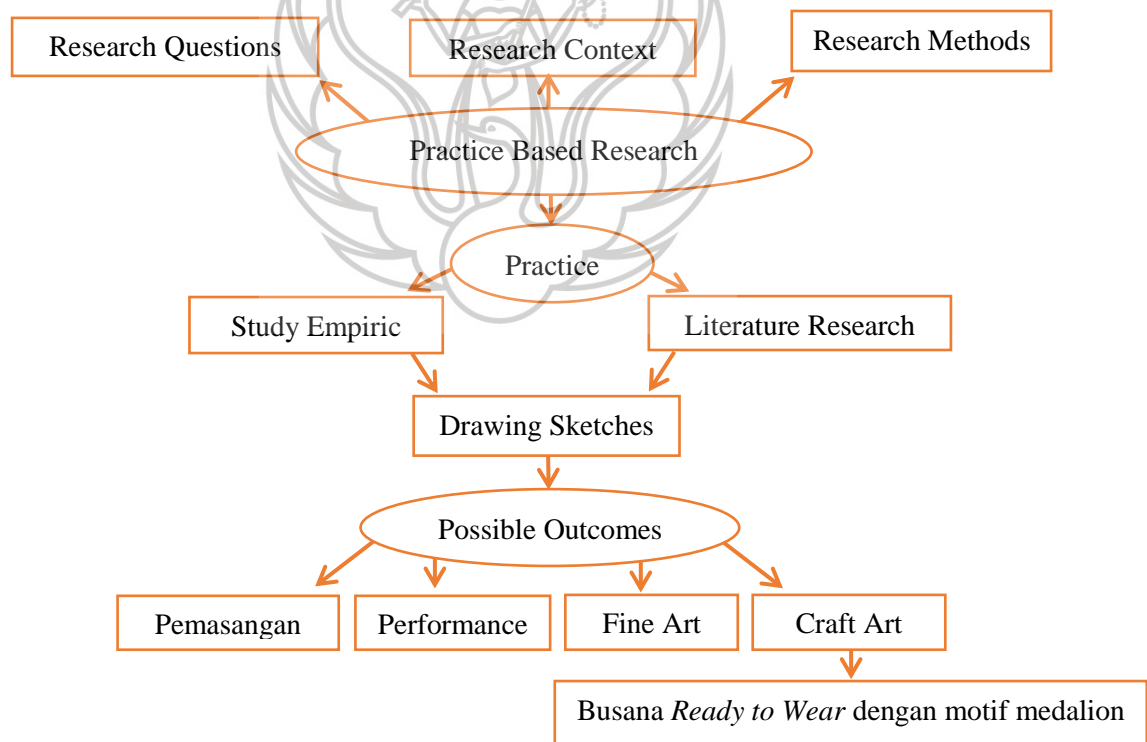 Research Questions
Research Context
Research Methods
Practice Based Research
Practice
Study Empiric
Literature Research
Drawing Sketches
Possible Outcomes
Pemasangan
Performance
Fine Art
Craft Art
Busana Ready to Wear dengan motif medalion